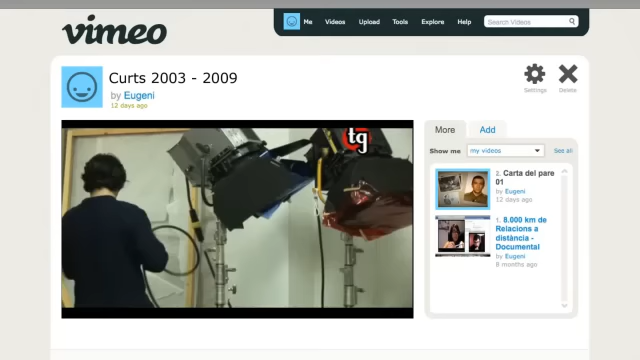 vimeo
Me Videos Upload Tools Explore Help Search Videos
Curts 2003 - 2009
by Eugeni
12 days ago
Settings Delete
tg
More Add
Show me my videos See all
2. Carta del pare
01
by Eugeni
12 days ago
1. 8.000 km de
Relacions a
distància -
Documental
by Eugeni
8 months ago